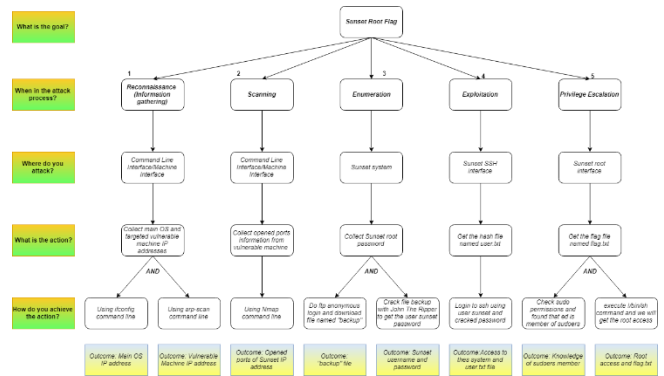 What is the goal?
Sunset Root Flag
When in the attack
process?
1
Reconnaissance
(Information
gathering)
2
Scanning
3
Enumeration
4
Exploitation
5
Privilege Escalation
Where do you
attack?
Command Line
Interface/Machine
Interface
Command Line
Interface/Machine
Interface
Sunset system
Sunset SSH
interface
Sunset root
interface
What is the action?
Collect main OS and
targeted vulnerable
machine IP
addresses
Collect opened ports
information from
vulnerable machine
Collect Sunset root
password
Get the hash file
named user.txt
Get the flag file
named flag.txt
AND
AND
AND
How do you achieve
the action?
Using ifconfig
command line
Using arp-scan
command line
Using Nmap
command line
Do ftp anonymous
login and download
file named "backup"
Crack file backup
with John The Ripper
to get the user sunset
password
Login to ssh using
user sunset and
cracked password
Check sudo
permissions and
found that ed is
member of sudoers
execute !/bin/sh
command and we will
get the root access
Outcome: Main OS
IP address
Outcome: Vulnerable
Machine IP address
Outcome: Opened
ports of Sunset IP
address
Outcome:
"backup" file
Outcome: Sunset
username and
password
Outcome:Access to
system and
user.txt file
Outcome: Knowledge
of sudoers member
Outcome: Root
access and flag.txt